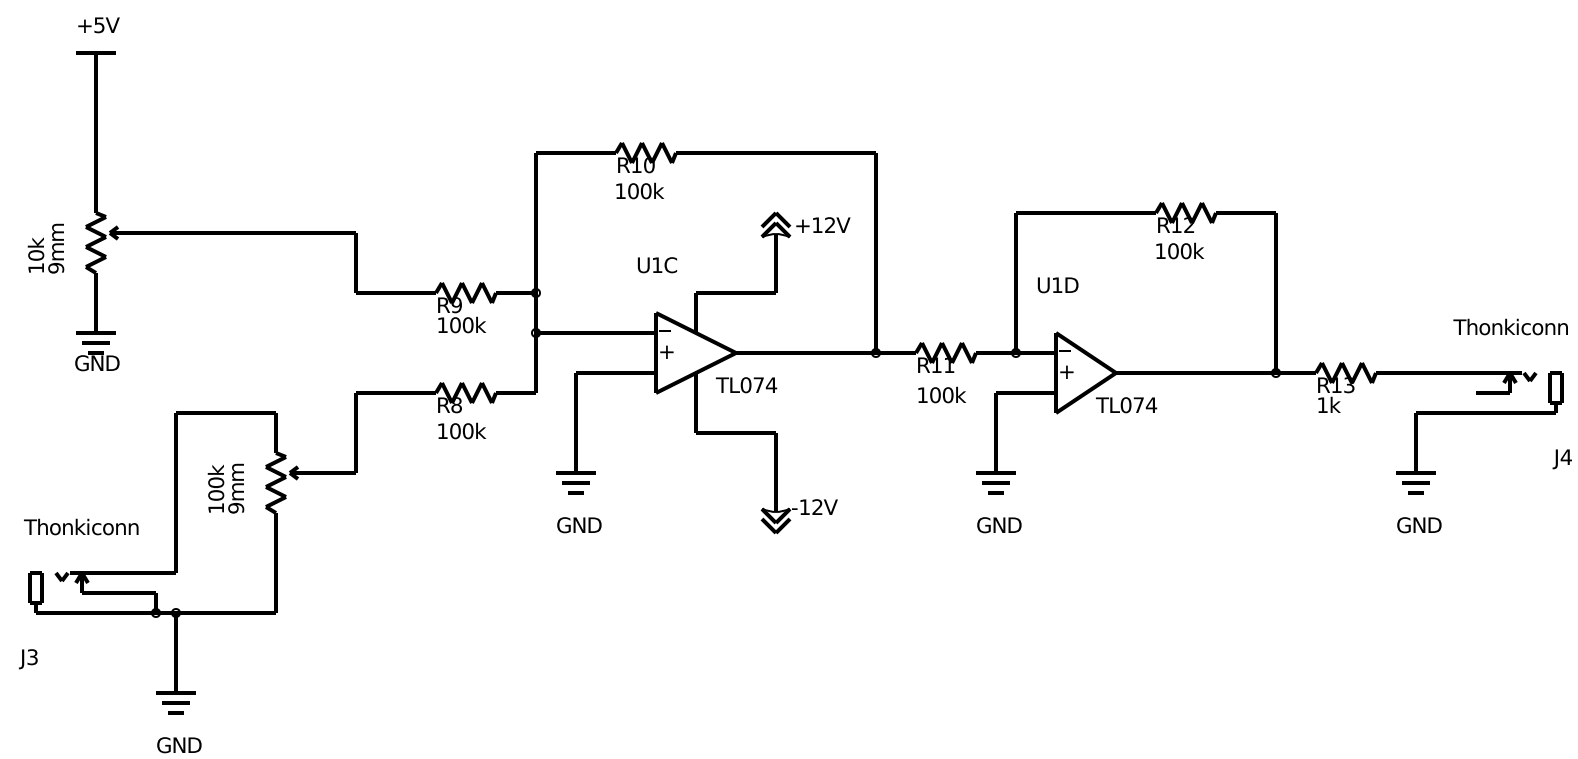 +5V
10k
9mm
GND
R10
100k
+12V
U1C
R9
100k
−
+
TL074
R8
100k
-12V
GND
100k
9mm
Thonkiconn
J3
GND
R12
100k
U1D
R11
100k
−
+
TL074
GND
Thonkiconn
R13
1k
J4
GND